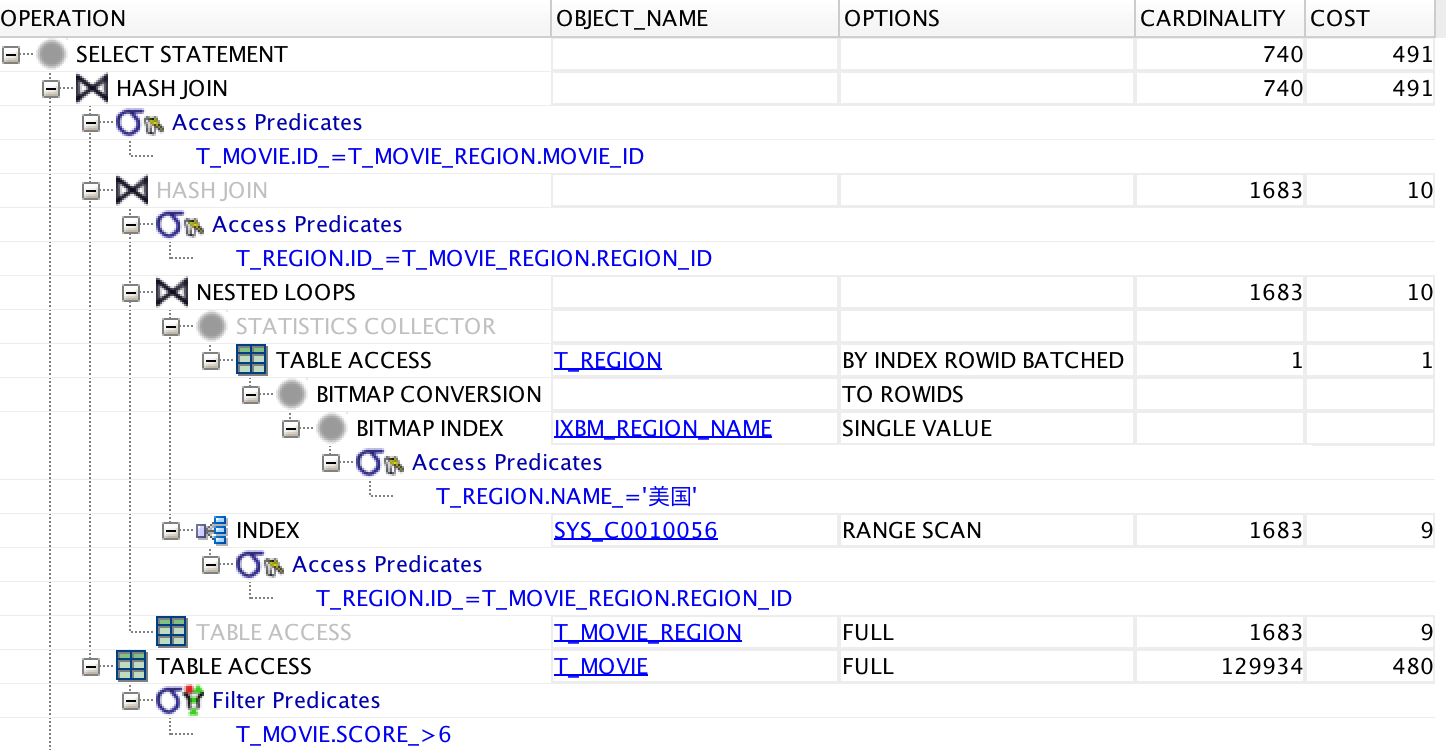 OPERATION OBJECT_NAME OPTIONS CARDINALITY COST
SELECT STATEMENT 740 491
HASH JOIN 740 491
Access Predicates
T_MOVIE.ID_=T_MOVIE_REGION.MOVIE_ID
HASH JOIN 1683 10
Access Predicates
T_REGION.ID_=T_MOVIE_REGION.REGION_ID
NESTED LOOPS 1683 10
STATISTICS COLLECTOR
TABLE ACCESS T_REGION BY INDEX ROWID BATCHED 1 1
BITMAP CONVERSION TO ROWIDS
BITMAP INDEX IXBM_REGION_NAME SINGLE VALUE
Access Predicates
T_REGION.NAME_='美国'
INDEX SYS_C0010056 RANGE SCAN 1683 9
Access Predicates
T_REGION.ID_=T_MOVIE_REGION.REGION_ID
TABLE ACCESS T_MOVIE_REGION FULL 1683 9
TABLE ACCESS T_MOVIE FULL 129934 480
Filter Predicates
T_MOVIE.SCORE_>6